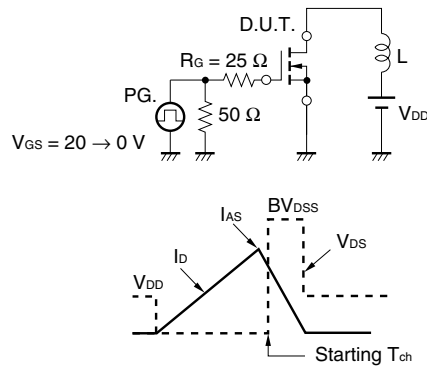 D.U.T.
RG = 25 Ω
L
PG.
50 Ω
VDD
VGS = 20 → 0 V
BVDSS
IAS
ID
VDS
VDD
Starting Tch